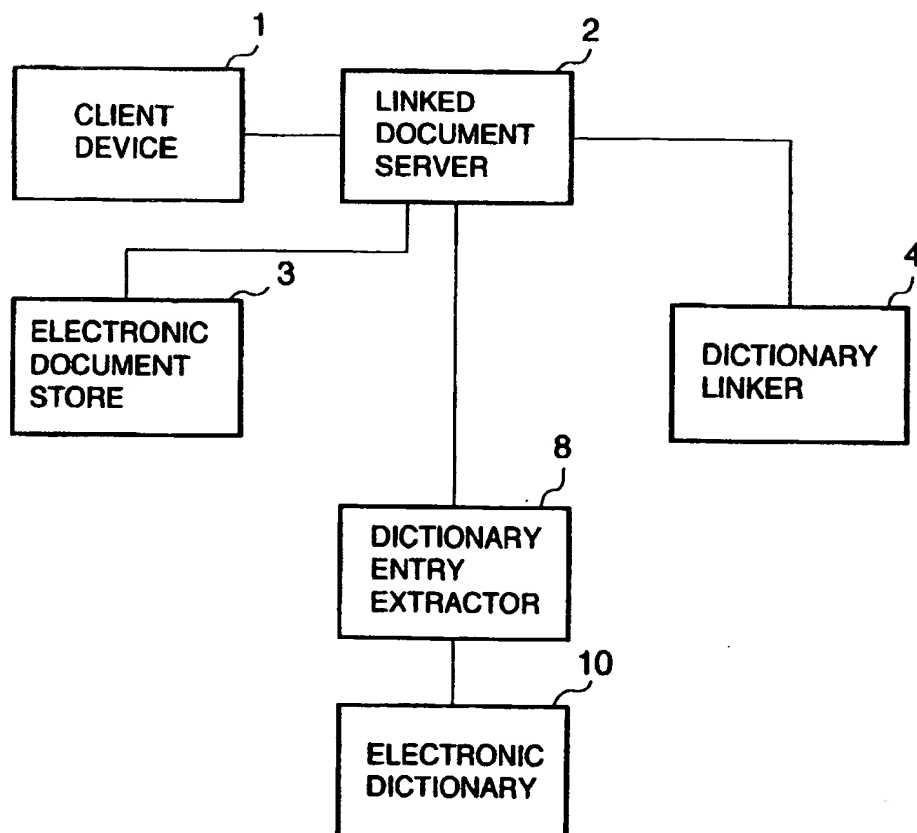 1
CLIENT
DEVICE
2
LINKED
DOCUMENT
SERVER
3
ELECTRONIC
DOCUMENT
STORE
4
DICTIONARY
LINKER
8
DICTIONARY
ENTRY
EXTRACTOR
10
ELECTRONIC
DICTIONARY